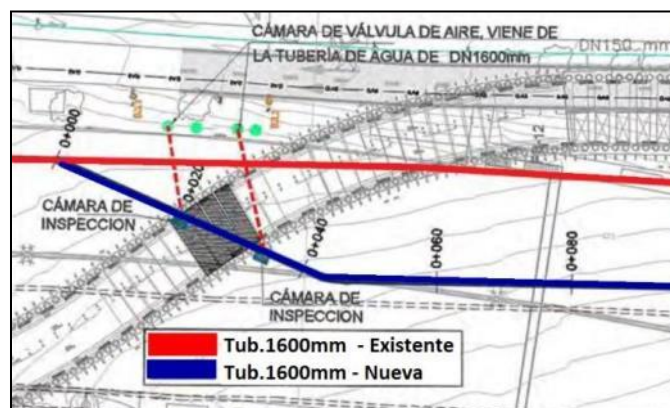 CÁMARA DE VÁLVULA DE AIRE, VIENE DE
LA TUBERÍA DE AGUA DE DN1600mm
DN150 mm
0+000
0+020
CÁMARA DE
INSPECCION
0+040
0+060
0+080
CÁMARA DE
INSPECCION
Tub.1600mm - Existente
Tub.1600mm - Nueva